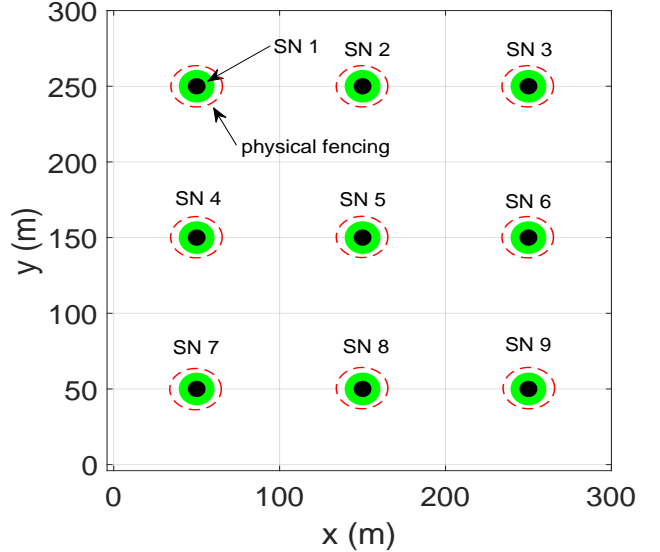 300
SN 1
SN 2
SN 3
250
physical fencing
200
SN 4
SN 5
SN 6
150
y (m)
100
SN 7
SN 8
SN 9
50
0
0
100
200
300
x (m)